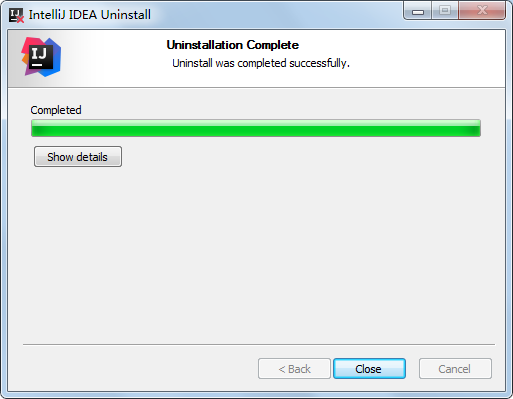 IntelliJ IDEA Uninstall
IJ
Uninstallation Complete
Uninstall was completed successfully.
Completed
Show details
< Back
Close
Cancel